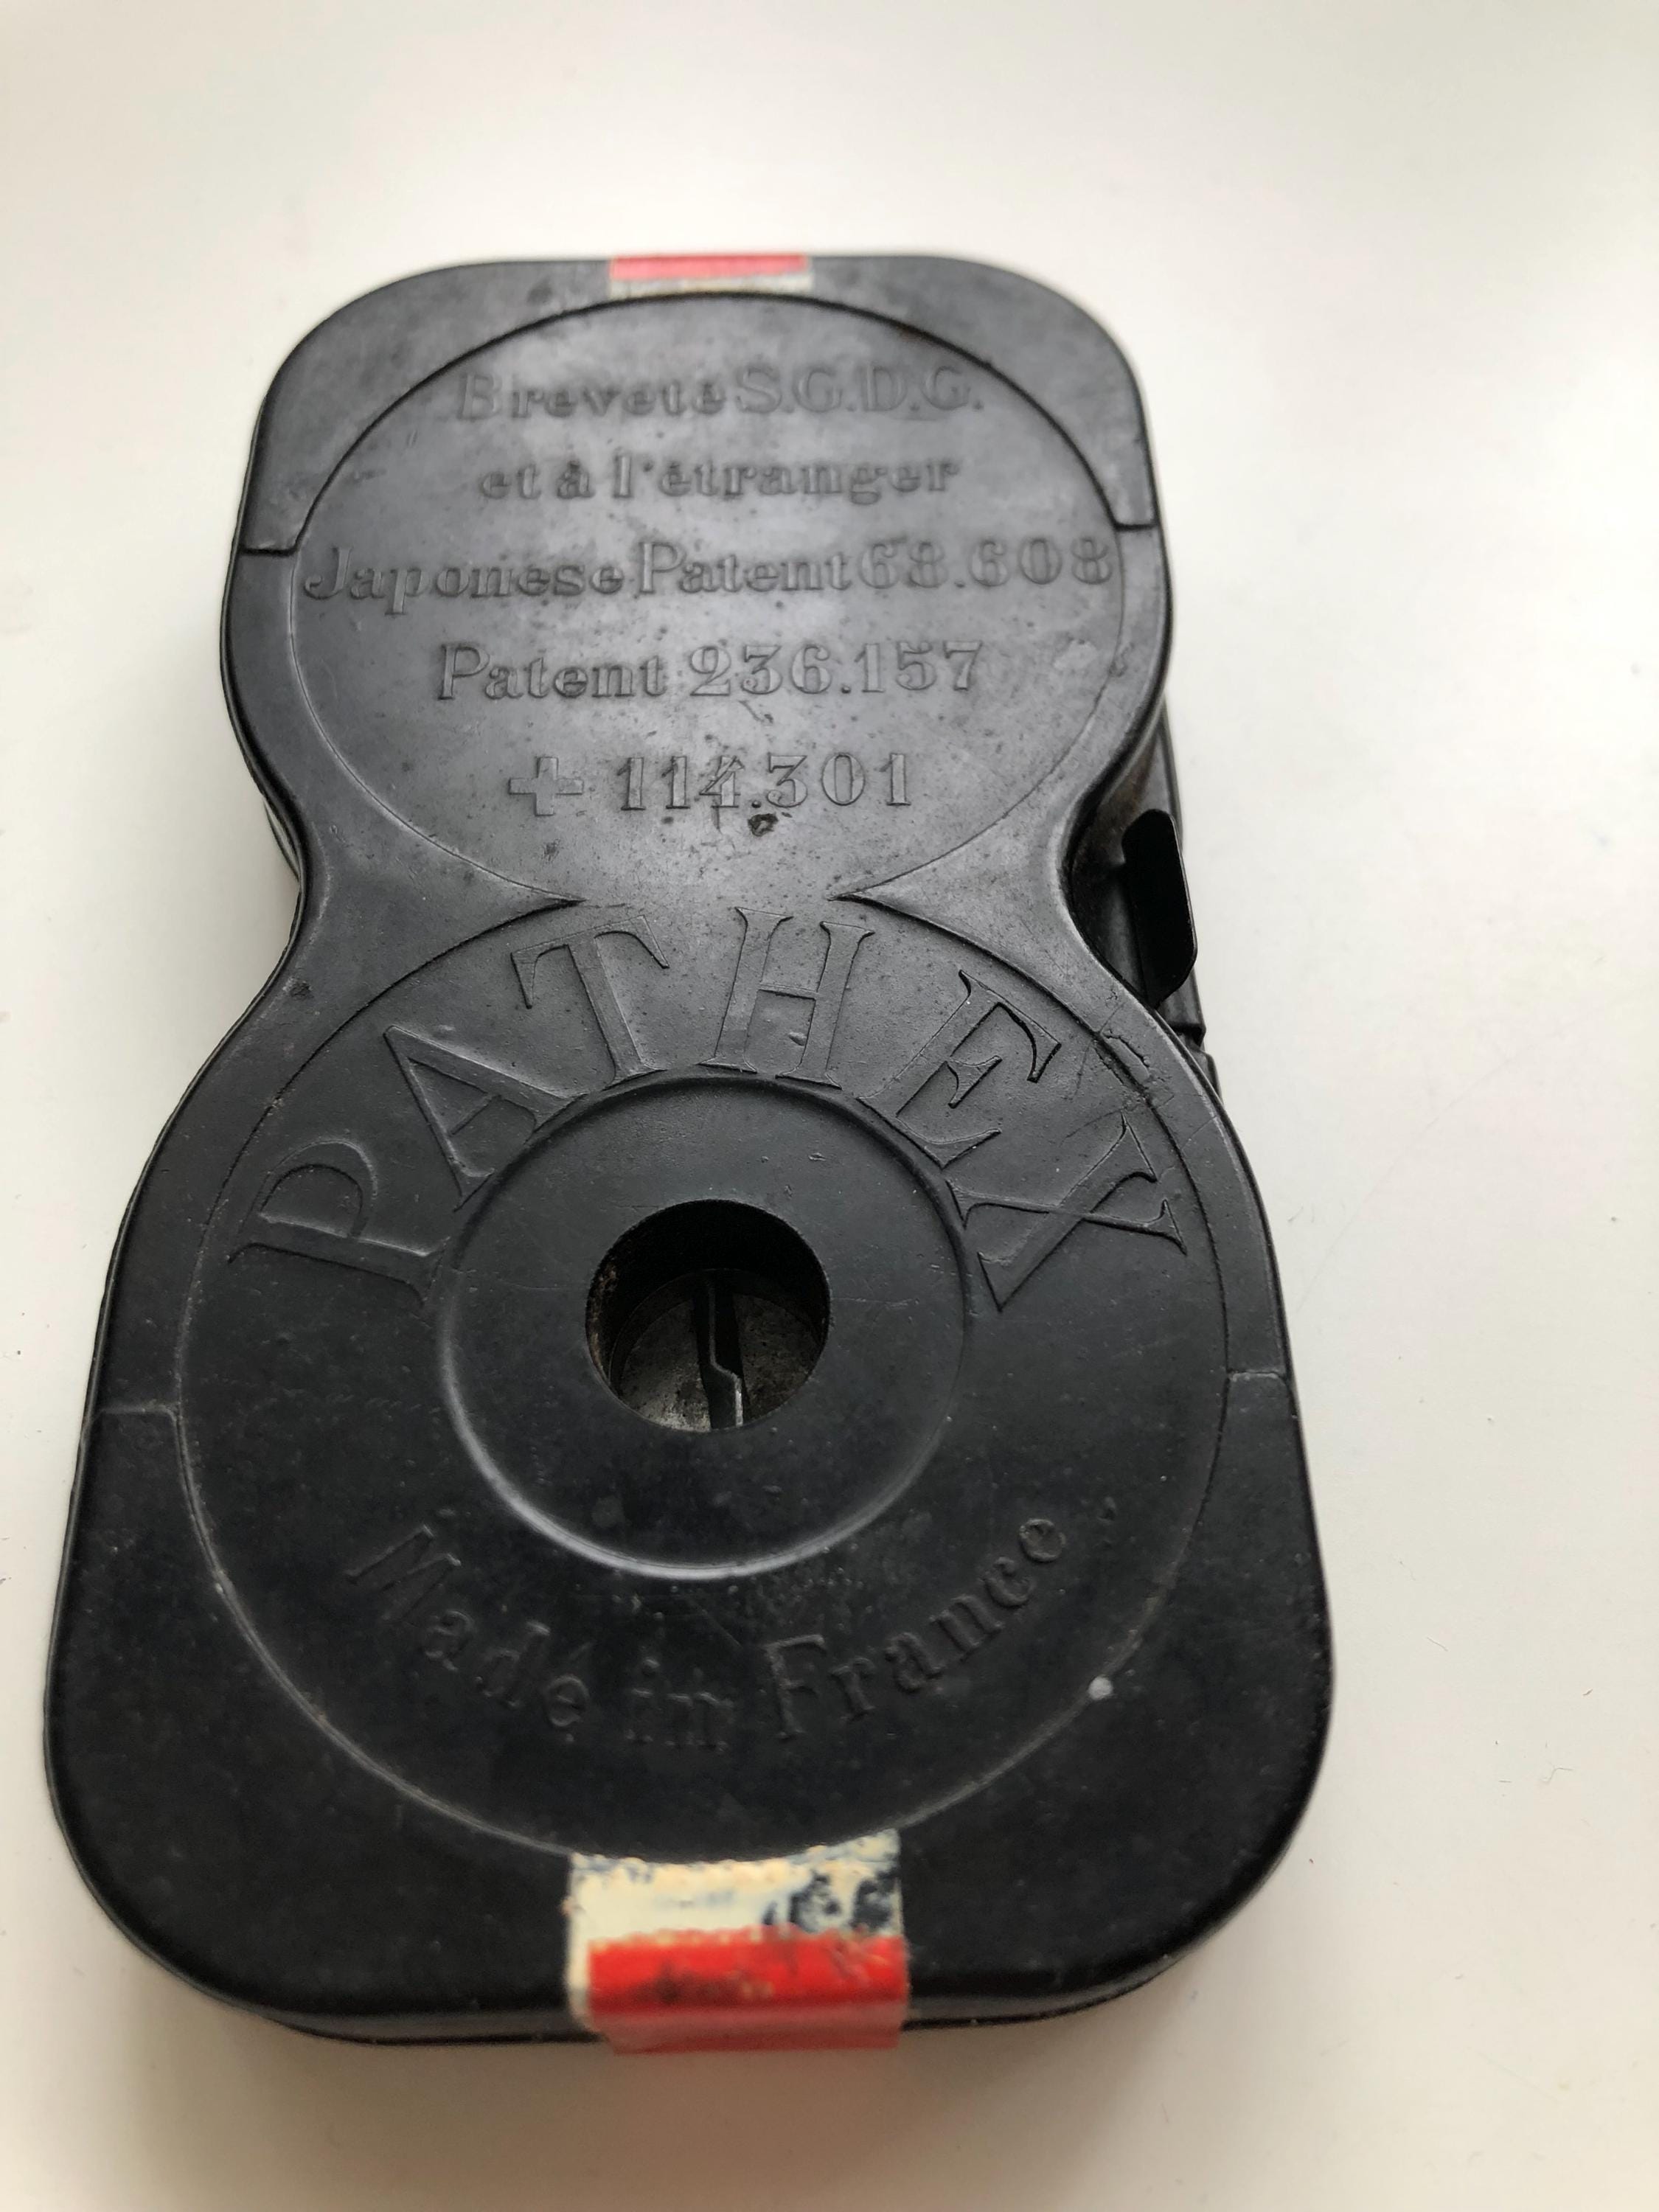 Breveté S.G.D.G.
et à l'étranger
Japonese Patent 68.608
Patent 236.157
+ 114.301
PATHEX
Made in France